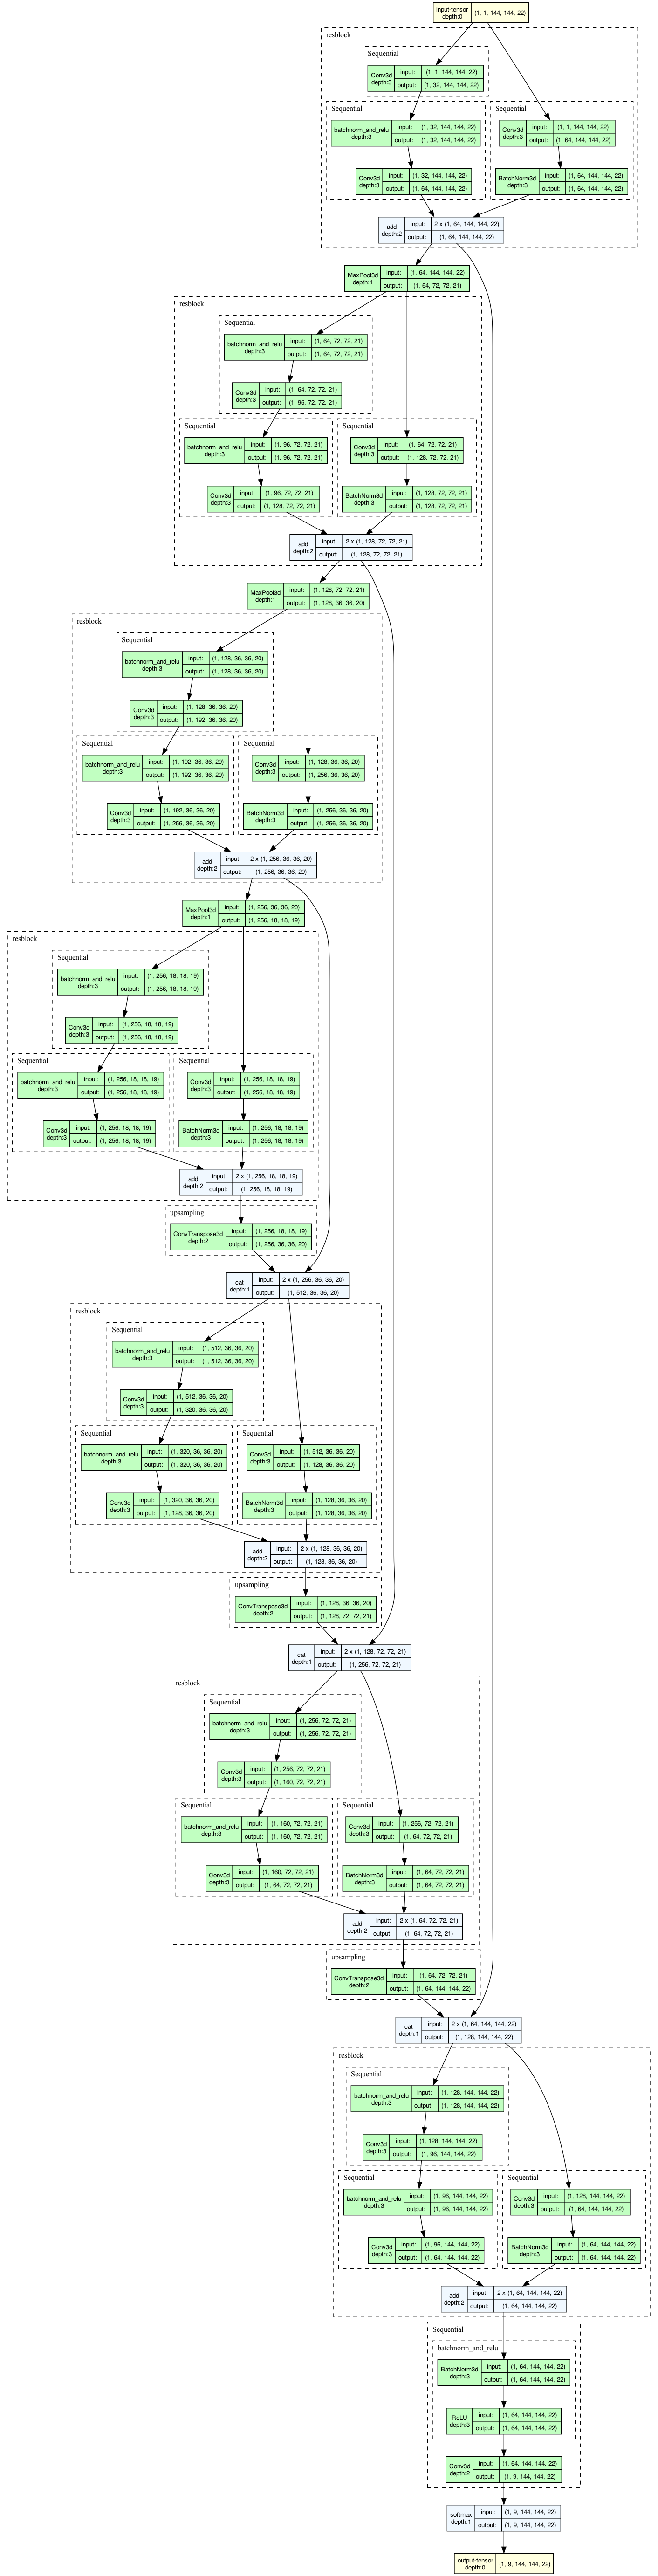 input-tensor
depth:0
(1, 1, 144, 144, 22)
resblock
Sequential
Conv3d
depth:3
input:
(1, 1, 144, 144, 22)
output:
(1, 32, 144, 144, 22)
Sequential
batchnorm_and_relu
depth:3
input:
(1, 32, 144, 144, 22)
output:
(1, 32, 144, 144, 22)
Conv3d
depth:3
input:
(1, 32, 144, 144, 22)
output:
(1, 64, 144, 144, 22)
Sequential
Conv3d
depth:3
input:
(1, 1, 144, 144, 22)
output:
(1, 64, 144, 144, 22)
BatchNorm3d
depth:3
input:
(1, 64, 144, 144, 22)
output:
(1, 64, 144, 144, 22)
add
depth:2
input:
2 x (1, 64, 144, 144, 22)
output:
(1, 64, 144, 144, 22)
MaxPool3d
depth:1
input:
(1, 64, 144, 144, 22)
output:
(1, 64, 72, 72, 21)
resblock
Sequential
batchnorm_and_relu
depth:3
input:
(1, 64, 72, 72, 21)
output:
(1, 64, 72, 72, 21)
Conv3d
depth:3
input:
(1, 64, 72, 72, 21)
output:
(1, 96, 72, 72, 21)
Sequential
batchnorm_and_relu
depth:3
input:
(1, 96, 72, 72, 21)
output:
(1, 96, 72, 72, 21)
Conv3d
depth:3
input:
(1, 96, 72, 72, 21)
output:
(1, 128, 72, 72, 21)
Sequential
Conv3d
depth:3
input:
(1, 64, 72, 72, 21)
output:
(1, 128, 72, 72, 21)
BatchNorm3d
depth:3
input:
(1, 128, 72, 72, 21)
output:
(1, 128, 72, 72, 21)
add
depth:2
input:
2 x (1, 128, 72, 72, 21)
output:
(1, 128, 72, 72, 21)
MaxPool3d
depth:1
input:
(1, 128, 72, 72, 21)
output:
(1, 128, 36, 36, 20)
resblock
Sequential
batchnorm_and_relu
depth:3
input:
(1, 128, 36, 36, 20)
output:
(1, 128, 36, 36, 20)
Conv3d
depth:3
input:
(1, 128, 36, 36, 20)
output:
(1, 192, 36, 36, 20)
Sequential
batchnorm_and_relu
depth:3
input:
(1, 192, 36, 36, 20)
output:
(1, 192, 36, 36, 20)
Conv3d
depth:3
input:
(1, 192, 36, 36, 20)
output:
(1, 256, 36, 36, 20)
Sequential
Conv3d
depth:3
input:
(1, 128, 36, 36, 20)
output:
(1, 256, 36, 36, 20)
BatchNorm3d
depth:3
input:
(1, 256, 36, 36, 20)
output:
(1, 256, 36, 36, 20)
add
depth:2
input:
2 x (1, 256, 36, 36, 20)
output:
(1, 256, 36, 36, 20)
MaxPool3d
depth:1
input:
(1, 256, 36, 36, 20)
output:
(1, 256, 18, 18, 19)
resblock
Sequential
batchnorm_and_relu
depth:3
input:
(1, 256, 18, 18, 19)
output:
(1, 256, 18, 18, 19)
Conv3d
depth:3
input:
(1, 256, 18, 18, 19)
output:
(1, 256, 18, 18, 19)
Sequential
batchnorm_and_relu
depth:3
input:
(1, 256, 18, 18, 19)
output:
(1, 256, 18, 18, 19)
Conv3d
depth:3
input:
(1, 256, 18, 18, 19)
output:
(1, 256, 18, 18, 19)
Sequential
Conv3d
depth:3
input:
(1, 256, 18, 18, 19)
output:
(1, 256, 18, 18, 19)
BatchNorm3d
depth:3
input:
(1, 256, 18, 18, 19)
output:
(1, 256, 18, 18, 19)
add
depth:2
input:
2 x (1, 256, 18, 18, 19)
output:
(1, 256, 18, 18, 19)
upsampling
ConvTranspose3d
depth:2
input:
(1, 256, 18, 18, 19)
output:
(1, 256, 36, 36, 20)
cat
depth:1
input:
2 x (1, 256, 36, 36, 20)
output:
(1, 512, 36, 36, 20)
resblock
Sequential
batchnorm_and_relu
depth:3
input:
(1, 512, 36, 36, 20)
output:
(1, 512, 36, 36, 20)
Conv3d
depth:3
input:
(1, 512, 36, 36, 20)
output:
(1, 320, 36, 36, 20)
Sequential
batchnorm_and_relu
depth:3
input:
(1, 320, 36, 36, 20)
output:
(1, 320, 36, 36, 20)
Conv3d
depth:3
input:
(1, 320, 36, 36, 20)
output:
(1, 128, 36, 36, 20)
Sequential
Conv3d
depth:3
input:
(1, 512, 36, 36, 20)
output:
(1, 128, 36, 36, 20)
BatchNorm3d
depth:3
input:
(1, 128, 36, 36, 20)
output:
(1, 128, 36, 36, 20)
add
depth:2
input:
2 x (1, 128, 36, 36, 20)
output:
(1, 128, 36, 36, 20)
upsampling
ConvTranspose3d
depth:2
input:
(1, 128, 36, 36, 20)
output:
(1, 128, 72, 72, 21)
cat
depth:1
input:
2 x (1, 128, 72, 72, 21)
output:
(1, 256, 72, 72, 21)
resblock
Sequential
batchnorm_and_relu
depth:3
input:
(1, 256, 72, 72, 21)
output:
(1, 256, 72, 72, 21)
Conv3d
depth:3
input:
(1, 256, 72, 72, 21)
output:
(1, 160, 72, 72, 21)
Sequential
batchnorm_and_relu
depth:3
input:
(1, 160, 72, 72, 21)
output:
(1, 160, 72, 72, 21)
Conv3d
depth:3
input:
(1, 160, 72, 72, 21)
output:
(1, 64, 72, 72, 21)
Sequential
Conv3d
depth:3
input:
(1, 256, 72, 72, 21)
output:
(1, 64, 72, 72, 21)
BatchNorm3d
depth:3
input:
(1, 64, 72, 72, 21)
output:
(1, 64, 72, 72, 21)
add
depth:2
input:
2 x (1, 64, 72, 72, 21)
output:
(1, 64, 72, 72, 21)
upsampling
ConvTranspose3d
depth:2
input:
(1, 64, 72, 72, 21)
output:
(1, 64, 144, 144, 22)
cat
depth:1
input:
2 x (1, 64, 144, 144, 22)
output:
(1, 128, 144, 144, 22)
resblock
Sequential
batchnorm_and_relu
depth:3
input:
(1, 128, 144, 144, 22)
output:
(1, 128, 144, 144, 22)
Conv3d
depth:3
input:
(1, 128, 144, 144, 22)
output:
(1, 96, 144, 144, 22)
Sequential
batchnorm_and_relu
depth:3
input:
(1, 96, 144, 144, 22)
output:
(1, 96, 144, 144, 22)
Conv3d
depth:3
input:
(1, 96, 144, 144, 22)
output:
(1, 64, 144, 144, 22)
Sequential
Conv3d
depth:3
input:
(1, 128, 144, 144, 22)
output:
(1, 64, 144, 144, 22)
BatchNorm3d
depth:3
input:
(1, 64, 144, 144, 22)
output:
(1, 64, 144, 144, 22)
add
depth:2
input:
2 x (1, 64, 144, 144, 22)
output:
(1, 64, 144, 144, 22)
Sequential
batchnorm_and_relu
BatchNorm3d
depth:3
input:
(1, 64, 144, 144, 22)
output:
(1, 64, 144, 144, 22)
ReLU
depth:3
input:
(1, 64, 144, 144, 22)
output:
(1, 64, 144, 144, 22)
Conv3d
depth:2
input:
(1, 64, 144, 144, 22)
output:
(1, 9, 144, 144, 22)
softmax
depth:1
input:
(1, 9, 144, 144, 22)
output:
(1, 9, 144, 144, 22)
output-tensor
depth:0
(1, 9, 144, 144, 22)